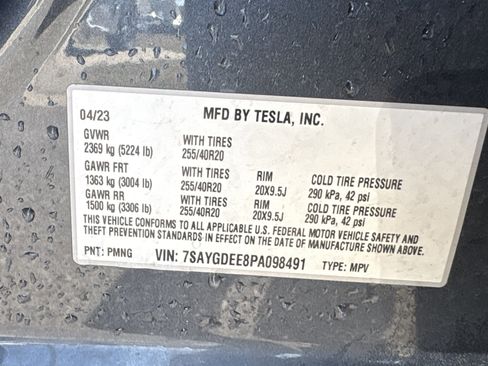 04/23 MFD BY TESLA, INC.
GVWR WITH TIRES
2369 kg (5224 lb) 255/40R20
GAWR FRT WITH TIRES RIM COLD TIRE PRESSURE
1363 kg (3004 lb) 255/40R20 20X9.5J 290 kPa, 42 psi
GAWR RR WITH TIRES RIM COLD TIRE PRESSURE
1500 kg (3306 lb) 255/40R20 20X9.5J 290 kPa, 42 psi
THIS VEHICLE CONFORMS TO ALL APPLICABLE U.S. FEDERAL MOTOR VEHICLE SAFETY AND
THEFT PREVENTION STANDARDS IN EFFECT ON THE DATE OF MANUFACTURE SHOWN ABOVE.
PNT: PMNG VIN: 7SAYGDEE8PA098491 TYPE: MPV